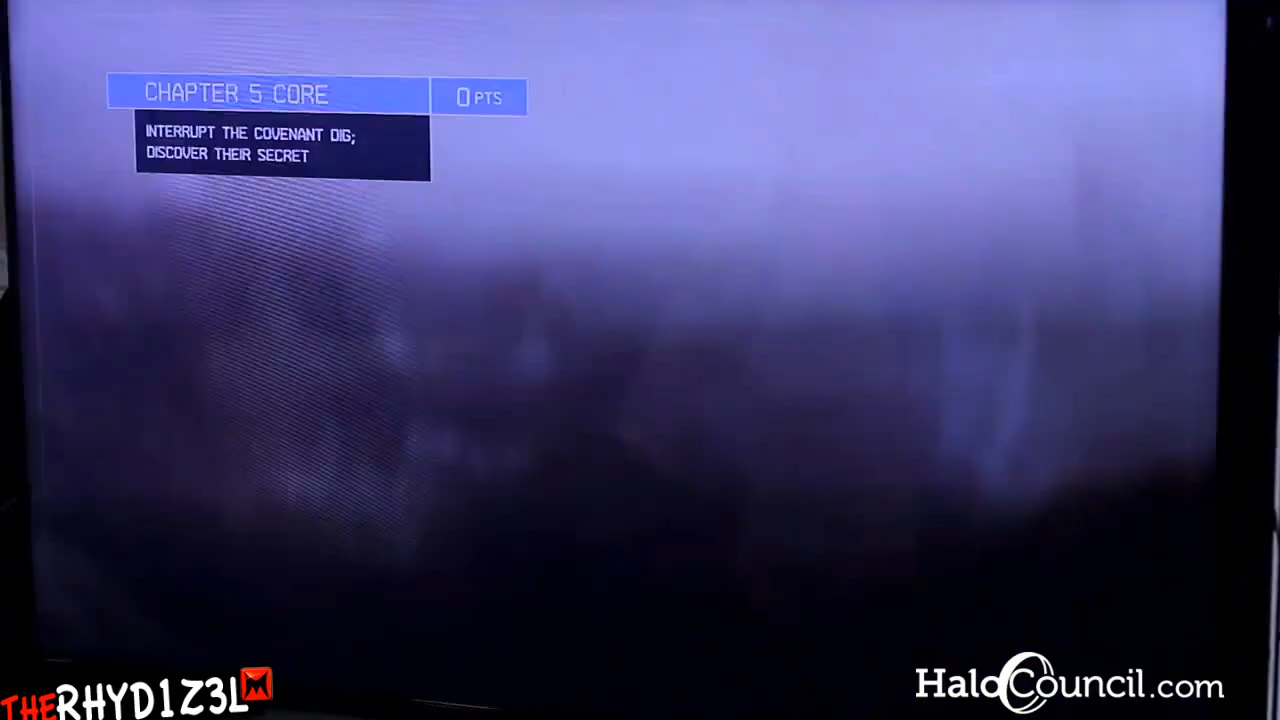 CHAPTER 5 CORE
0 PTS
INTERRUPT THE COVENANT DIG;
DISCOVER THEIR SECRET
THERHYD1Z3L
HaloCouncil.com